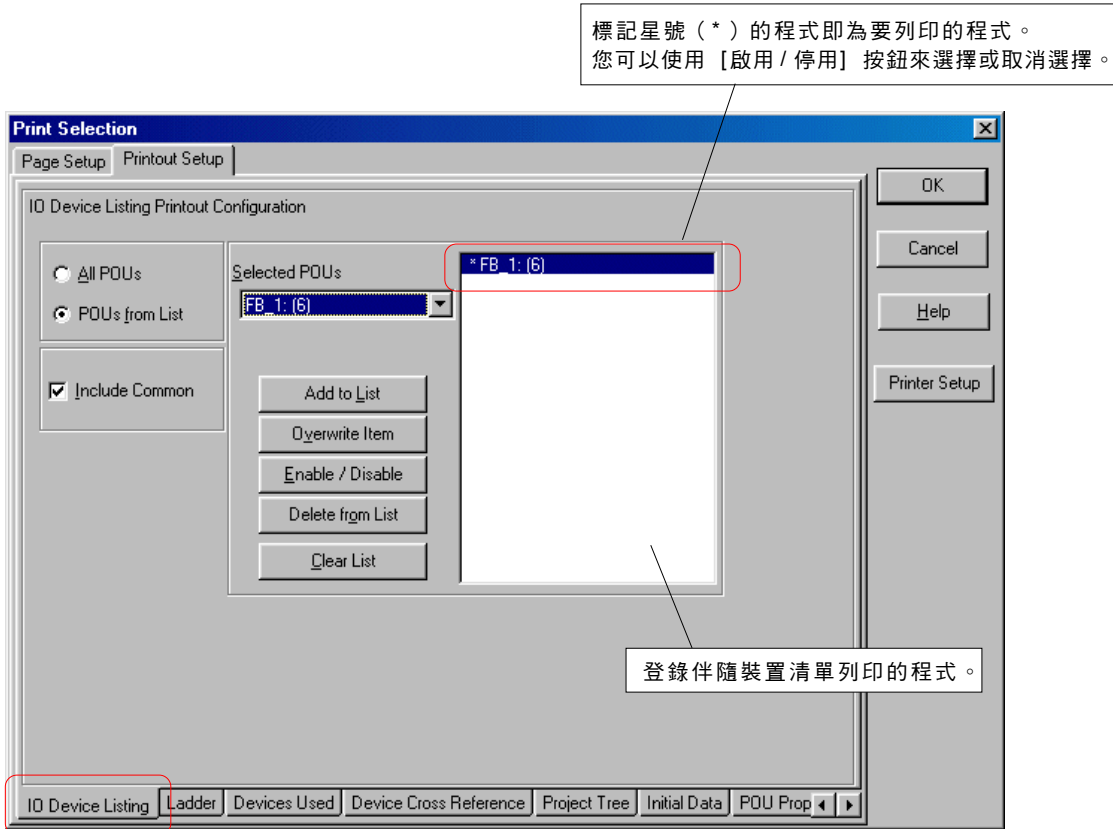 標記星號（*）的程式即為要列印的程式。
您可以使用 [啟用/停用] 按鈕來選擇或取消選擇。
Print Selection
Page Setup Printout Setup
IO Device Listing Printout Configuration
All POUs
POUs from List
Include Common
Selected POUs
FB_1: (6)
Add to List
Overwrite Item
Enable / Disable
Delete from List
Clear List
* FB_1: (6)
OK
Cancel
Help
Printer Setup
登錄伴隨裝置清單列印的程式。
IO Device Listing Ladder Devices Used Device Cross Reference Project Tree Initial Data POU Prop